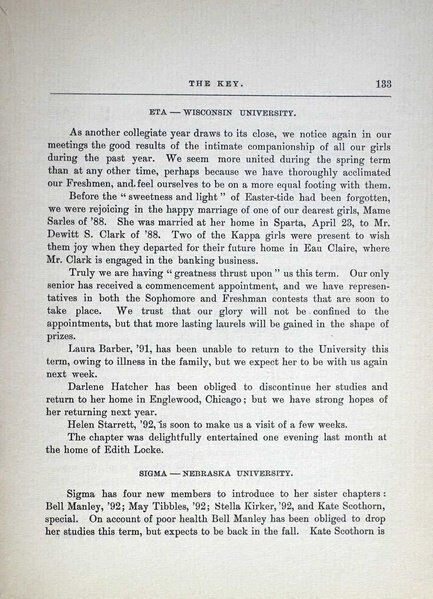 THE KEY. 133
ETA — WISCONSIN UNIVERSITY.
As another collegiate year draws to its close, we notice again in our
meetings the good results of the intimate companionship of all our girls
during the past year. We seem more united during the spring term
than at any other time, perhaps because we have thoroughly acclimated
our Freshmen, and feel ourselves to be on a more equal footing with them.
Before the "sweetness and light" of Easter-tide had been forgotten,
we were rejoicing in the happy marriage of one of our dearest girls, Mame
Sarles of '88. She was married at her home in Sparta, April 23, to Mr.
Dewitt S. Clark of '88. Two of the Kappa girls were present to wish
them joy when they departed for their future home in Eau Claire, where
Mr. Clark is engaged in the banking business.
Truly we are having "greatness thrust upon" us this term. Our only
senior has received a commencement appointment, and we have represen-
tatives in both the Sophomore and Freshman contests that are soon to
take place. We trust that our glory will not be confined to the
appointments, but that more lasting laurels will be gained in the shape of
prizes.
Laura Barber, '91, has been unable to return to the University this
term, owing to illness in the family, but we expect her to be with us again
next week.
Darlene Hatcher has been obliged to discontinue her studies and
return to her home in Englewood, Chicago; but we have strong hopes of
her returning next year.
Helen Starrett, '92, is soon to make us a visit of a few weeks.
The chapter was delightfully entertained one evening last month at
the home of Edith Locke.
SIGMA — NEBRASKA UNIVERSITY.
Sigma has four new members to introduce to her sister chapters:
Bell Manley, '92; May Tibbles, '92; Stella Kirker, '92, and Kate Scothorn,
special. On account of poor health Bell Manley has been obliged to drop
her studies this term, but expects to be back in the fall. Kate Scothorn is